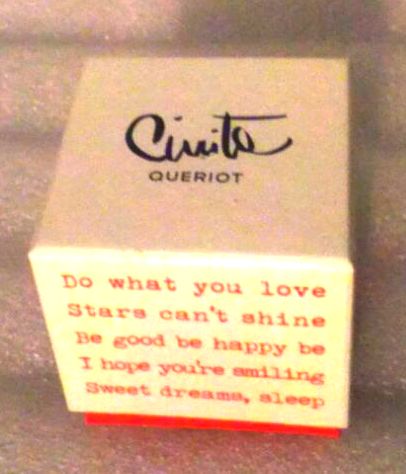 Civita
QUERIOT
Do what you love
Stars can't shine
Be good be happy be
I hope you're smiling
Sweet dreams, sleep